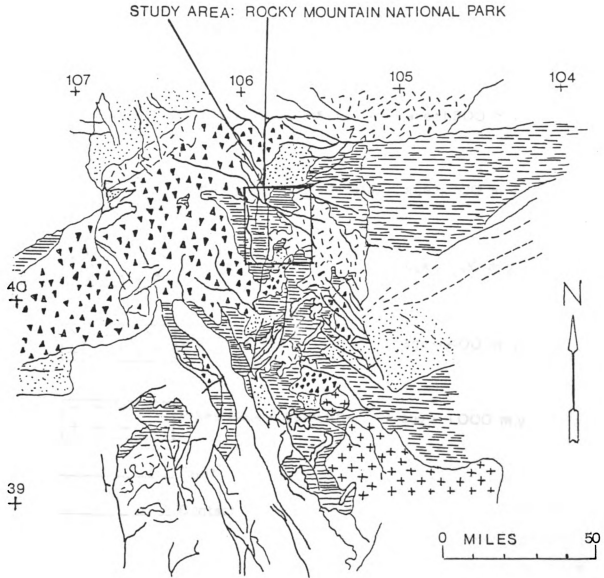 STUDY AREA: ROCKY MOUNTAIN NATIONAL PARK
107 106 105 104
40
N
39
0 MILES 50